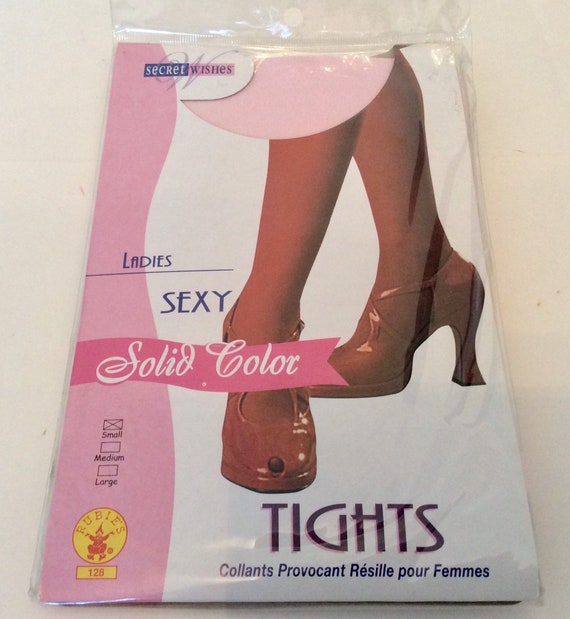 SECRET WISHES
LADIES
SEXY
Solid Color
Small
Medium
Large
RUBIE'S
128
TIGHTS
Collants Provocant Résille pour Femmes